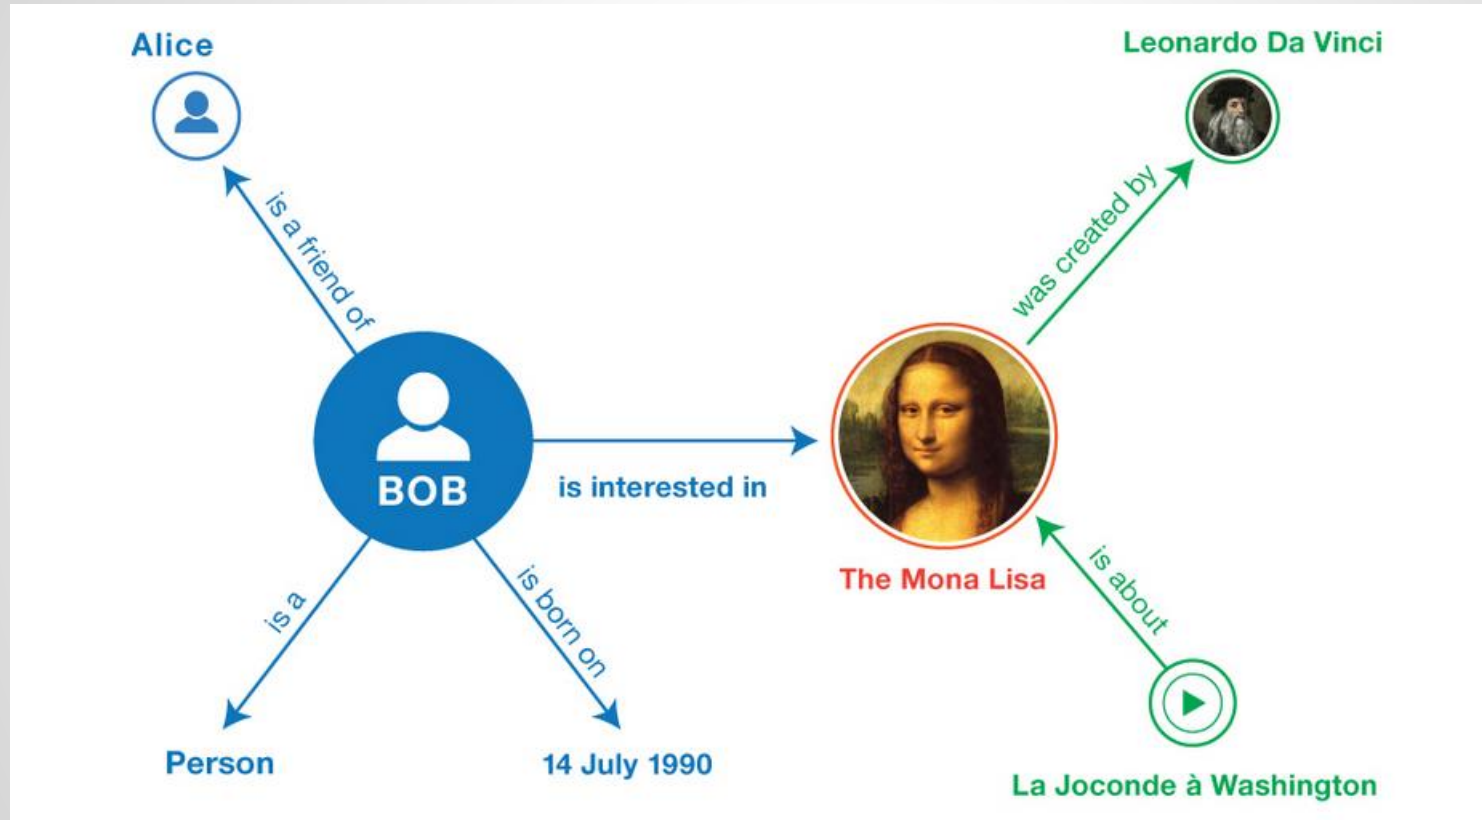 Alice
Leonardo Da Vinci
is a friend of
was created by
BOB
is interested in
The Mona Lisa
is a
is born on
is about
Person
14 July 1990
La Joconde à Washington